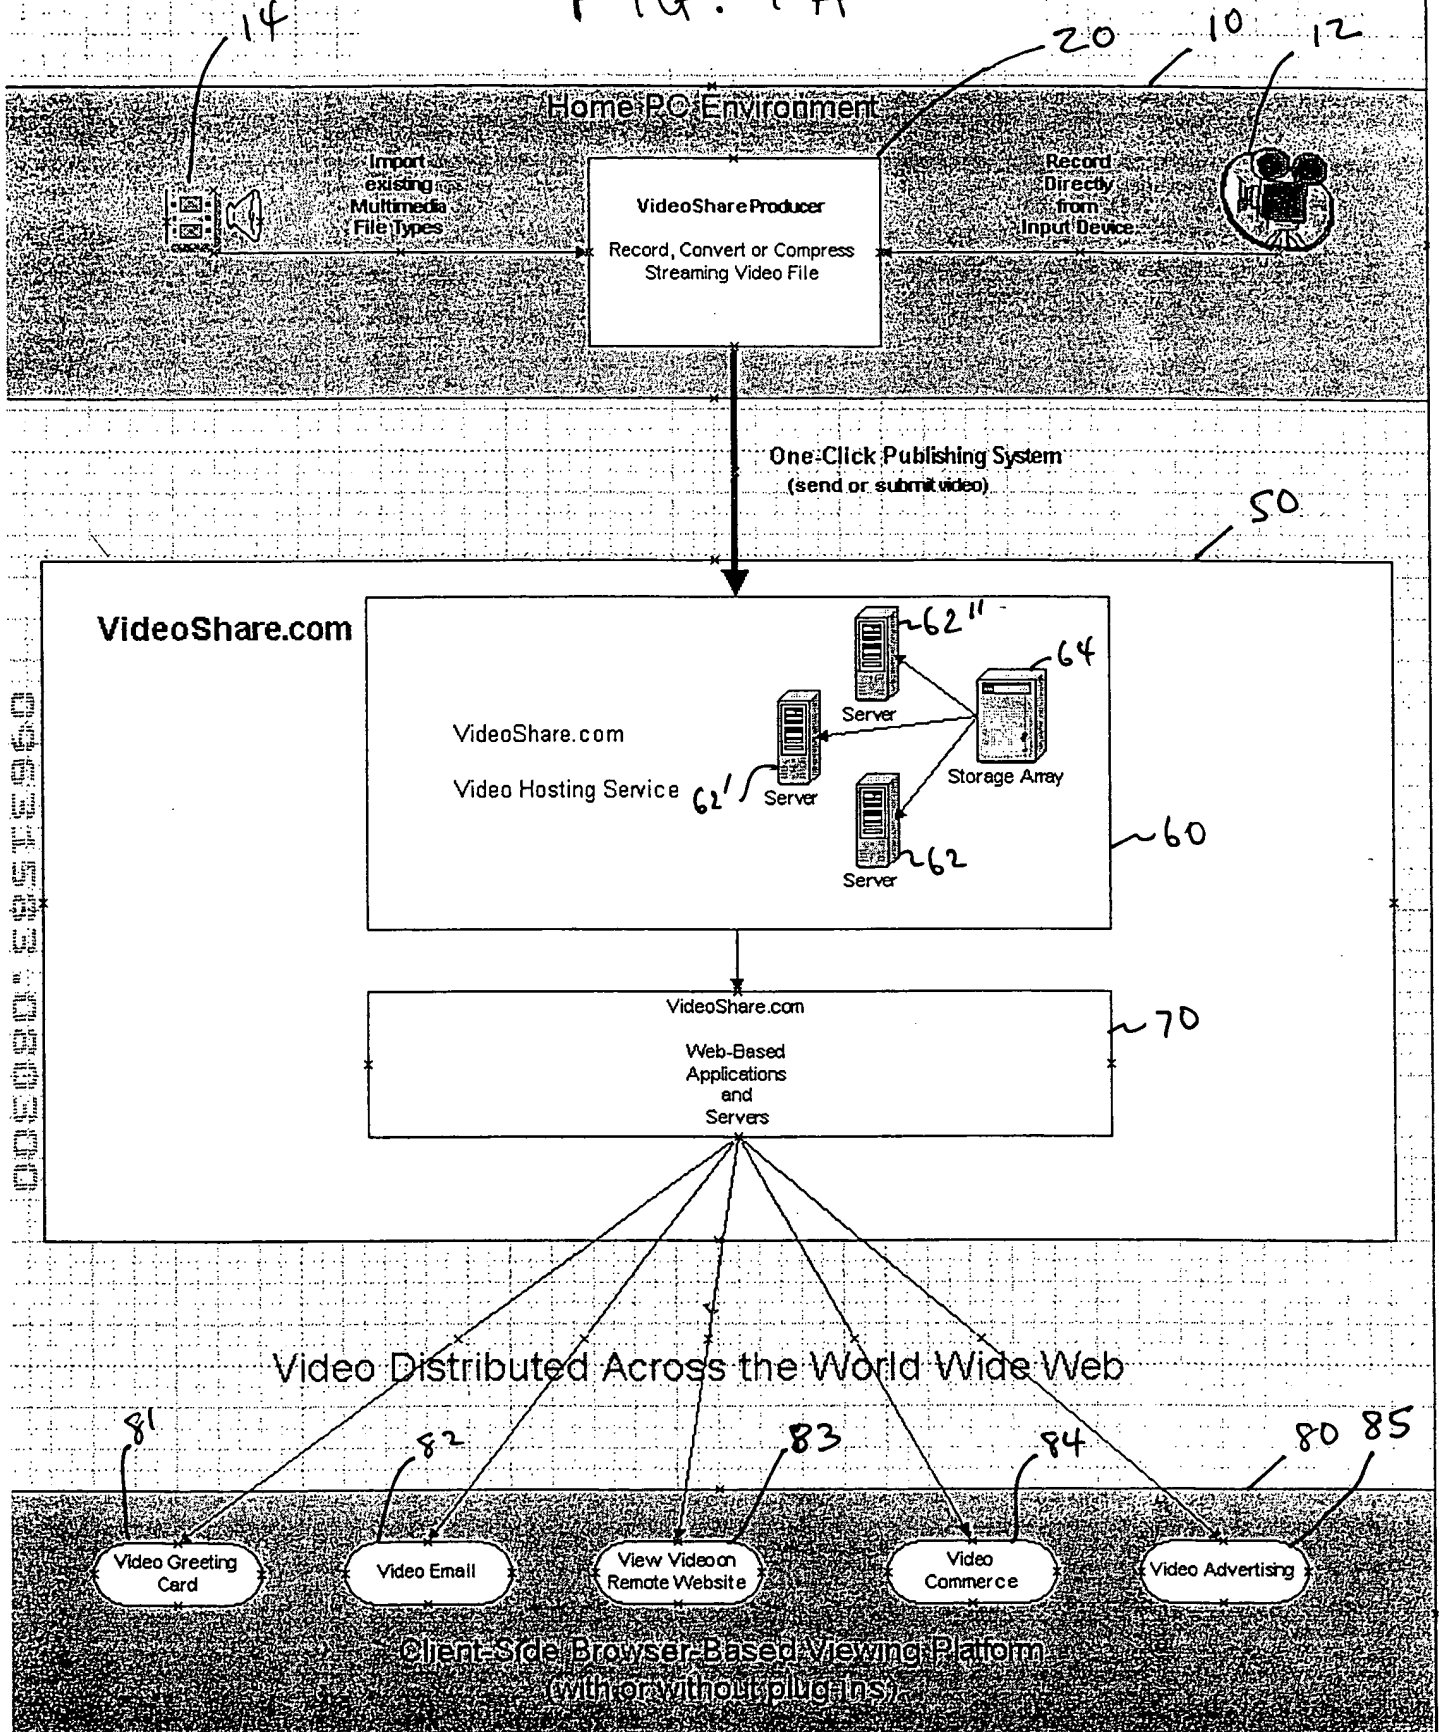 FIG. 1A
14
20
10
12
Home PC Environment
Import
existing
Multimedia
File Types
VideoShare Producer
Record, Convert or Compress
Streaming Video File
Record
Directly
from
Input Device
One-Click Publishing System
(send or submit video)
50
VideoShare.com
62''
64
Server
VideoShare.com
Storage Array
Video Hosting Service
62'
Server
60
62
Server
VideoShare.com
70
Web-Based
Applications
and
Servers
09631583.080300
Video Distributed Across the World Wide Web
81
82
83
84
80
85
Video Greeting
Card
Video Email
View Video on
Remote Website
Video
Commerce
Video Advertising
Client-Side Browser-Based Viewing Platform
(with or without plug-ins)